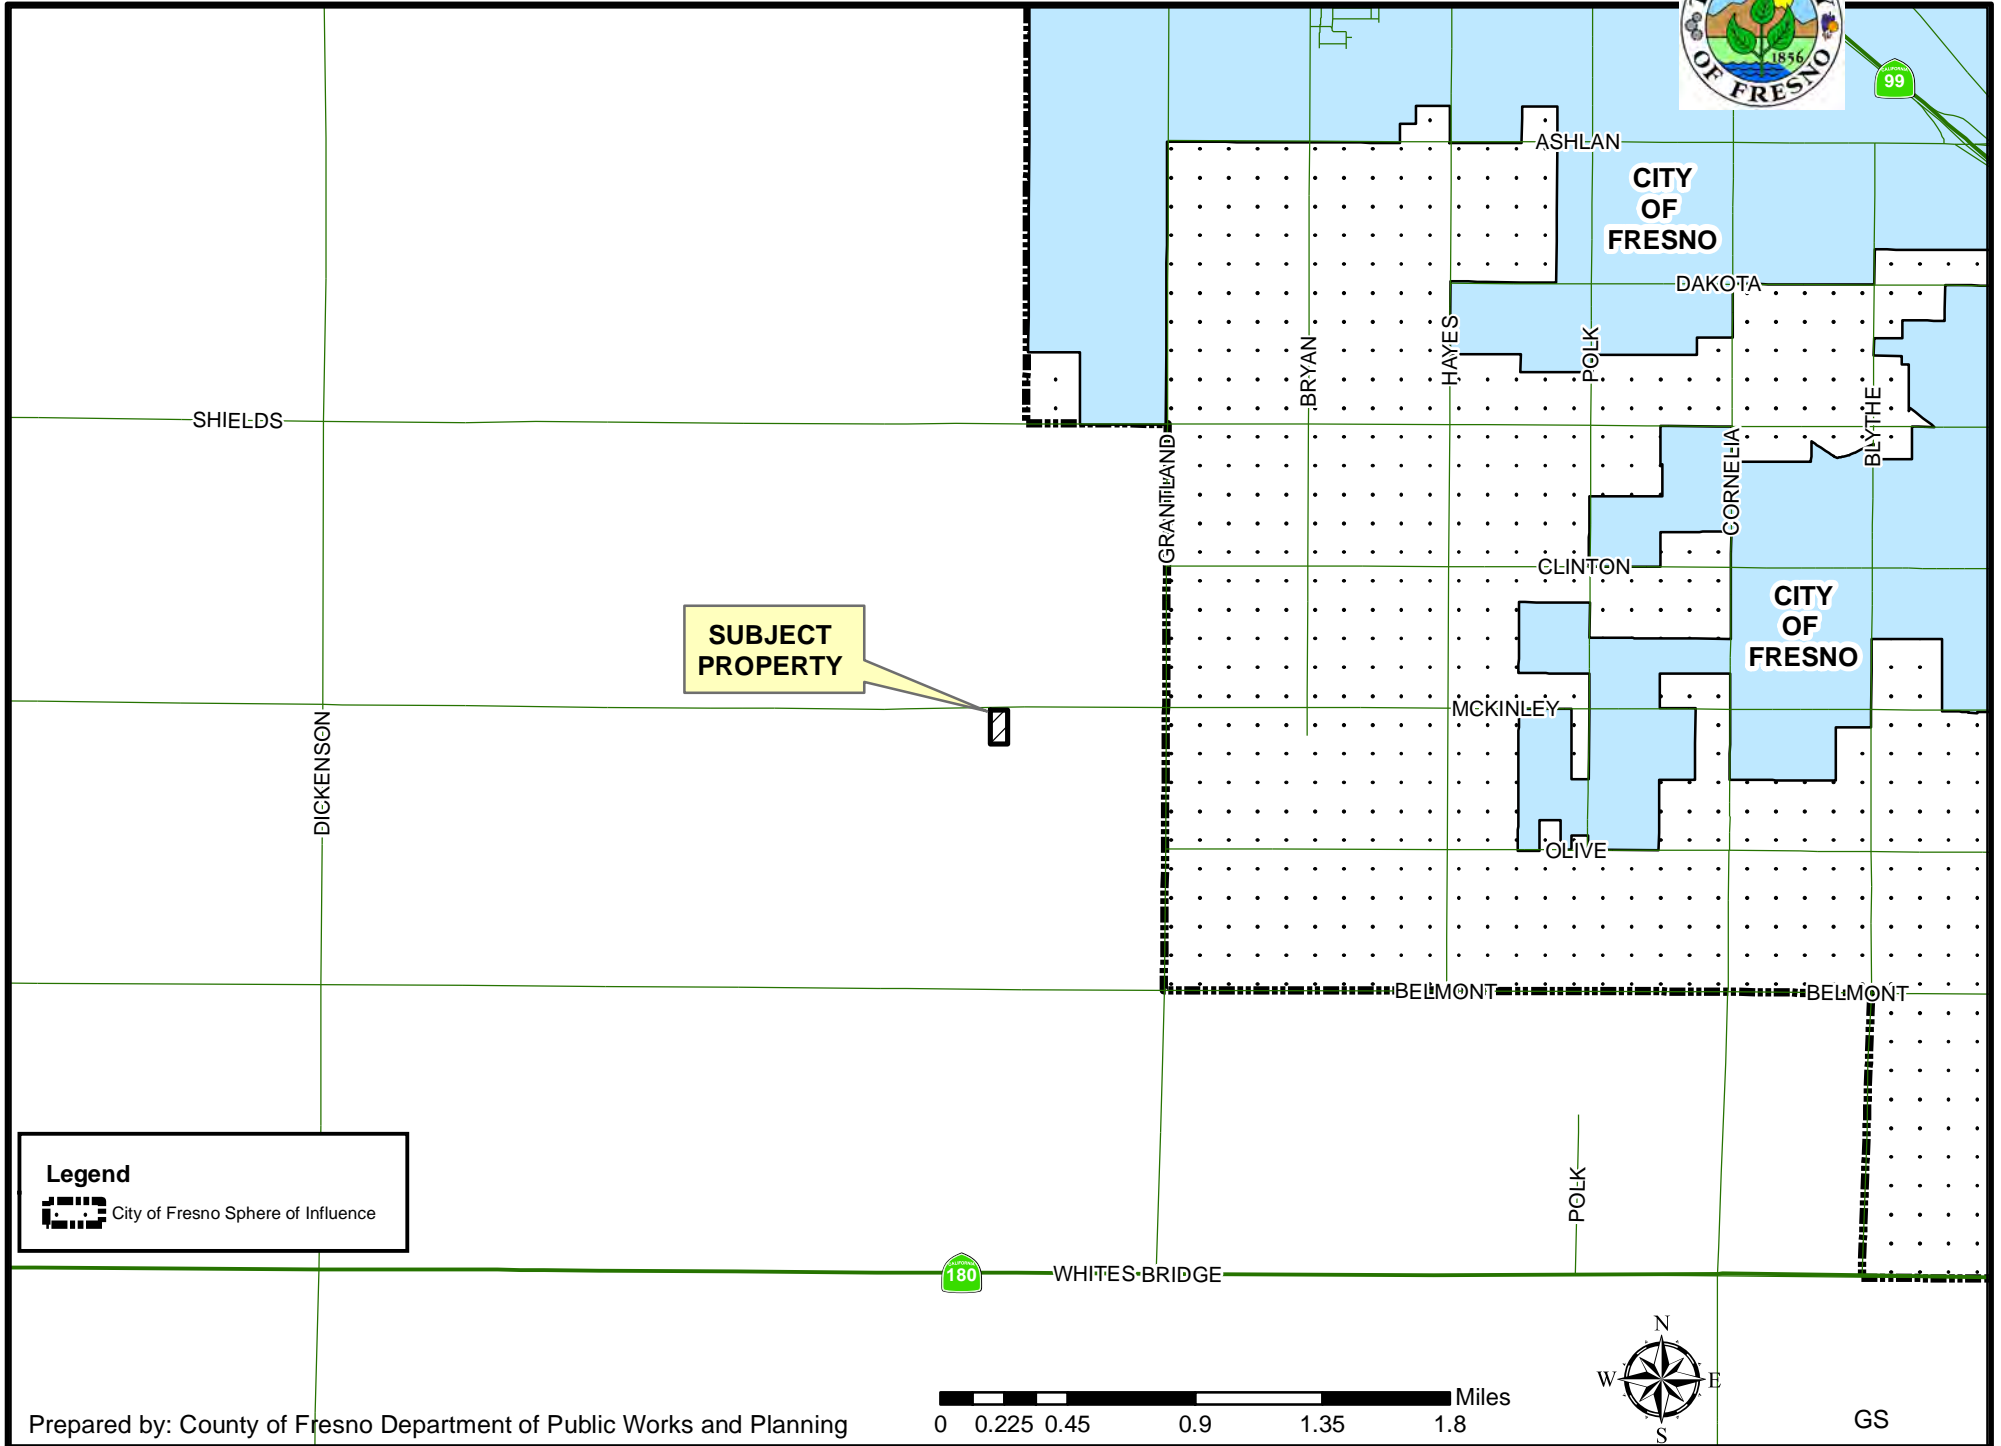 OF FRESNO
1856
CALIFORNIA
99
ASHLAN
CITY
OF
FRESNO
DAKOTA
BRYAN
HAYES
POLK
SHIELDS
BLYTHE
GRANTLAND
CORNELIA
CLINTON
CITY
OF
FRESNO
SUBJECT
PROPERTY
MCKINLEY
DICKENSON
OLIVE
BELMONT
BELMONT
Legend
City of Fresno Sphere of Influence
POLK
CALIFORNIA
180
WHITES BRIDGE
N
W
E
S
Miles
0 0.225 0.45 0.9 1.35 1.8
Prepared by: County of Fresno Department of Public Works and Planning
GS